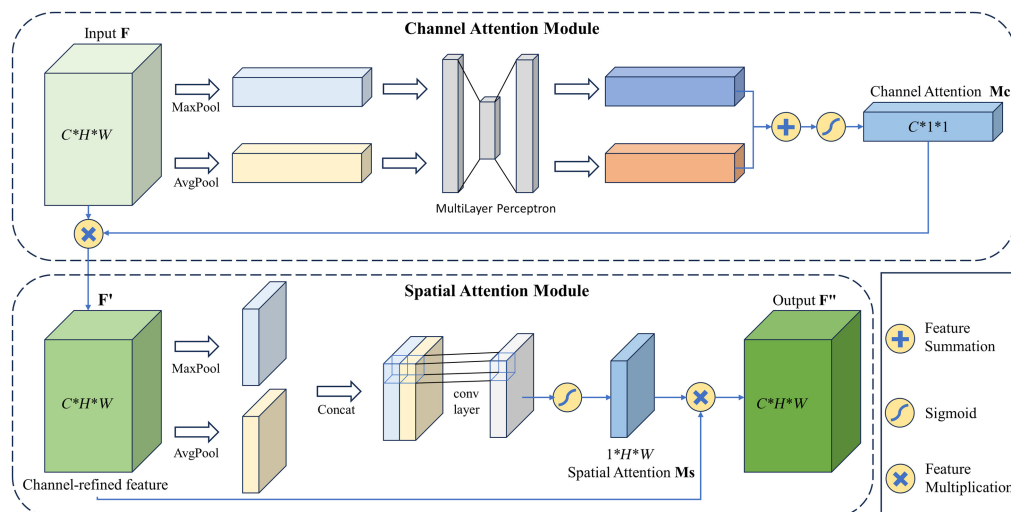 Channel Attention Module
Input F
C*H*W
MaxPool
AvgPool
MultiLayer Perceptron
Channel Attention Mc
C*1*1
Spatial Attention Module
F'
C*H*W
Channel-refined feature
MaxPool
AvgPool
Concat
conv
layer
1*H*W
Spatial Attention Ms
Output F"
C*H*W
Feature
Summation
Sigmoid
Feature
Multiplication